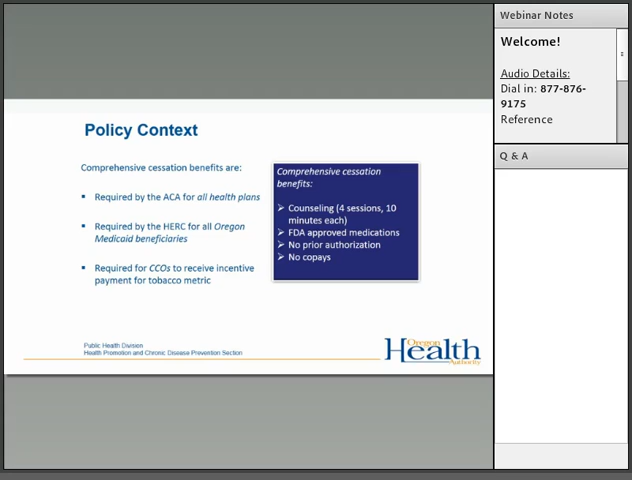 Policy Context
Comprehensive cessation benefits are:
▪ Required by the ACA for all health plans
▪ Required by the HERC for all Oregon
Medicaid beneficiaries
▪ Required for CCOs to receive incentive
payment for tobacco metric
Comprehensive cessation
benefits:
➢ Counseling (4 sessions, 10
minutes each)
➢ FDA approved medications
➢ No prior authorization
➢ No copays
Public Health Division
Health Promotion and Chronic Disease Prevention Section
Oregon
Health
Authority
Webinar Notes
Welcome!
Audio Details:
Dial in: 877-876-
9175
Reference
Q & A